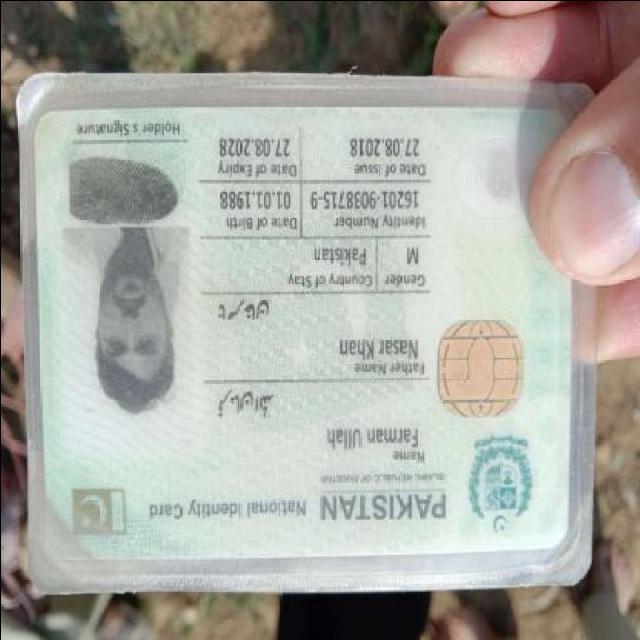 PAKISTAN National Identity Card
ISLAMIC REPUBLIC OF PAKISTAN
Name
Farman Ullah
فرمان اللہ
Father Name
Nasar Khan
Gender Country of Stay
M Pakistan
Identity Number Date of Birth
16201-9038715-9 01.01.1988
Date of Issue Date of Expiry
27.08.2018 27.08.2028
Holder's Signature